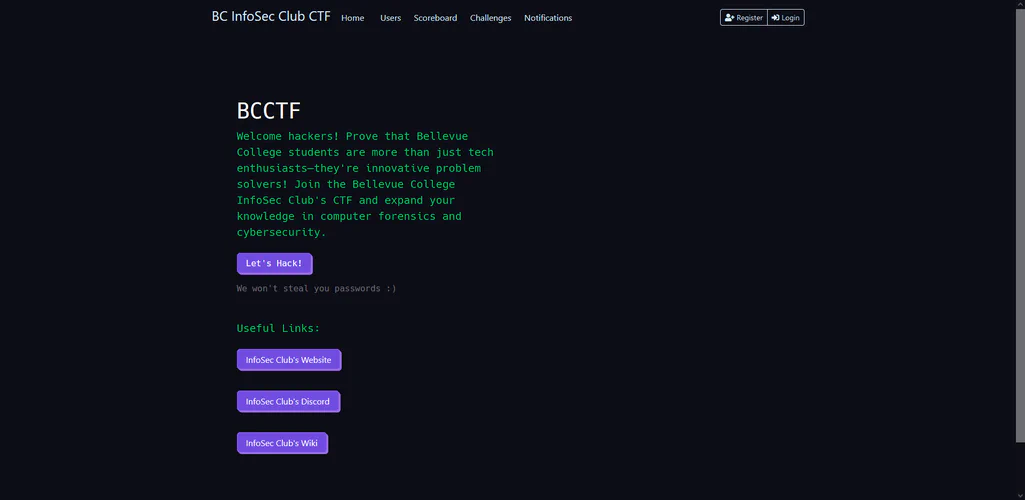 BC InfoSec Club CTF Home Users Scoreboard Challenges Notifications Register Login
BCCTF
Welcome hackers! Prove that Bellevue
College students are more than just tech
enthusiasts—they're innovative problem
solvers! Join the Bellevue College
InfoSec Club's CTF and expand your
knowledge in computer forensics and
cybersecurity.
Let's Hack!
We won't steal you passwords :)
Useful Links:
InfoSec Club's Website
InfoSec Club's Discord
InfoSec Club's Wiki